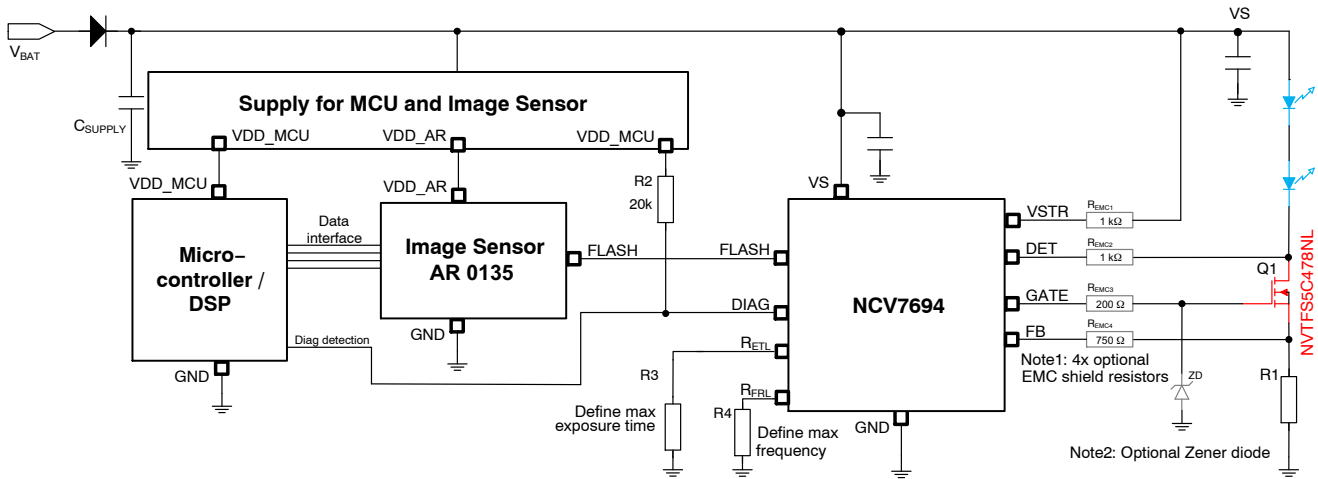 VS
VBAT
Supply for MCU and Image Sensor
CSUPPLY
VDD_MCU
VDD_AR
VDD_MCU
VDD_MCU
VDD_AR
R2
20k
VS
Data
interface
Micro–
controller /
DSP
Image Sensor
AR 0135
FLASH
FLASH
NCV7694
VSTR
REMC1
1 kΩ
DET
REMC2
1 kΩ
Q1
NVTFS5C478NL
DIAG
GATE
REMC3
200 Ω
GND
Diag detection
FB
REMC4
750 Ω
RETL
Note1: 4x optional
EMC shield resistors
GND
R3
RFRL
ZD
R1
Define max
exposure time
R4
Define max
frequency
GND
Note2: Optional Zener diode